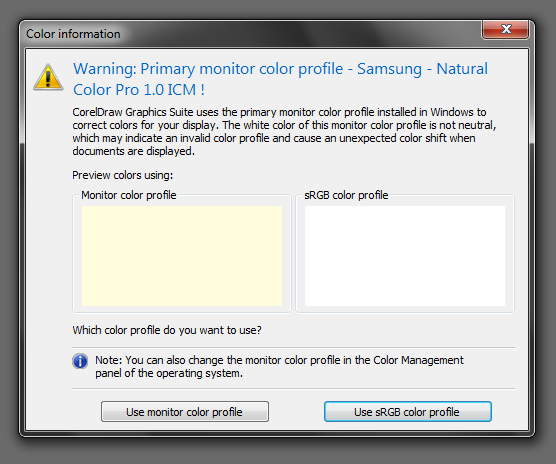 Color information
Warning: Primary monitor color profile - Samsung - Natural
Color Pro 1.0 ICM !
CorelDraw Graphics Suite uses the primary monitor color profile installed in Windows to
correct colors for your display. The white color of this monitor color profile is not neutral,
which may indicate an invalid color profile and cause an unexpected color shift when
documents are displayed.
Preview colors using:
Monitor color profile
sRGB color profile
Which color profile do you want to use?
Note: You can also change the monitor color profile in the Color Management
panel of the operating system.
Use monitor color profile
Use sRGB color profile